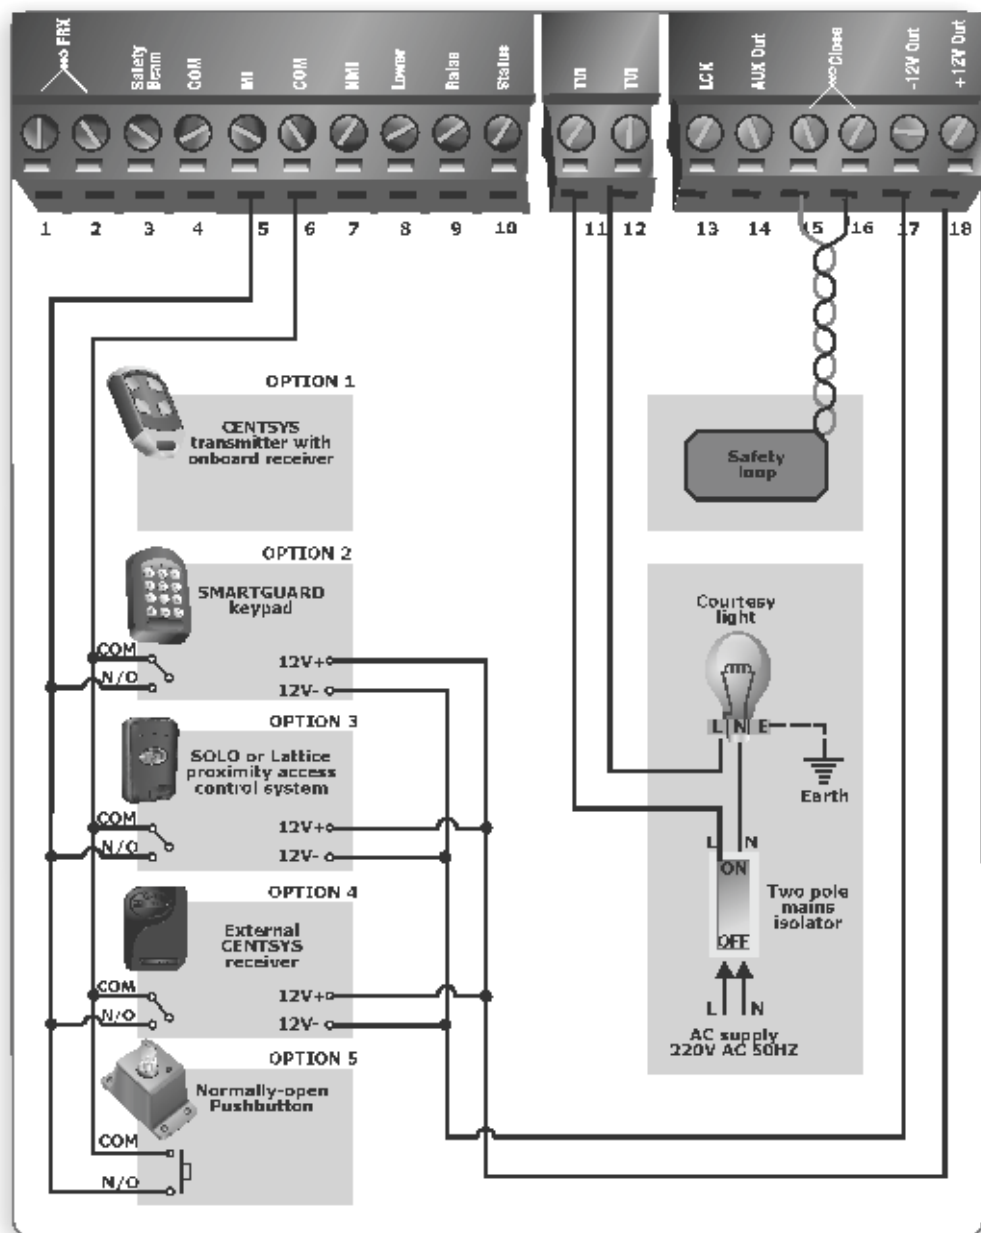 FRX
Safety
Beam
COM
MI
COM
NMI
Lower
Raise
Status
TVI
TVI
LCK
AUX Out
Close
-12V Out
+12V Out
1 2 3 4 5 6 7 8 9 10 11 12 13 14 15 16 17 18
OPTION 1
CENTSYS
transmitter with
onboard receiver
OPTION 2
SMARTGUARD
keypad
COM
N/O
12V+
12V-
OPTION 3
SOLO or Lattice
proximity access
control system
COM
N/O
12V+
12V-
OPTION 4
External
CENTSYS
receiver
COM
N/O
12V+
12V-
OPTION 5
Normally-open
Pushbutton
COM
N/O
Safety
loop
Courtesy
light
L N E
Earth
L N
ON
OFF
Two pole
mains
isolator
L N
AC supply
220V AC 50HZ